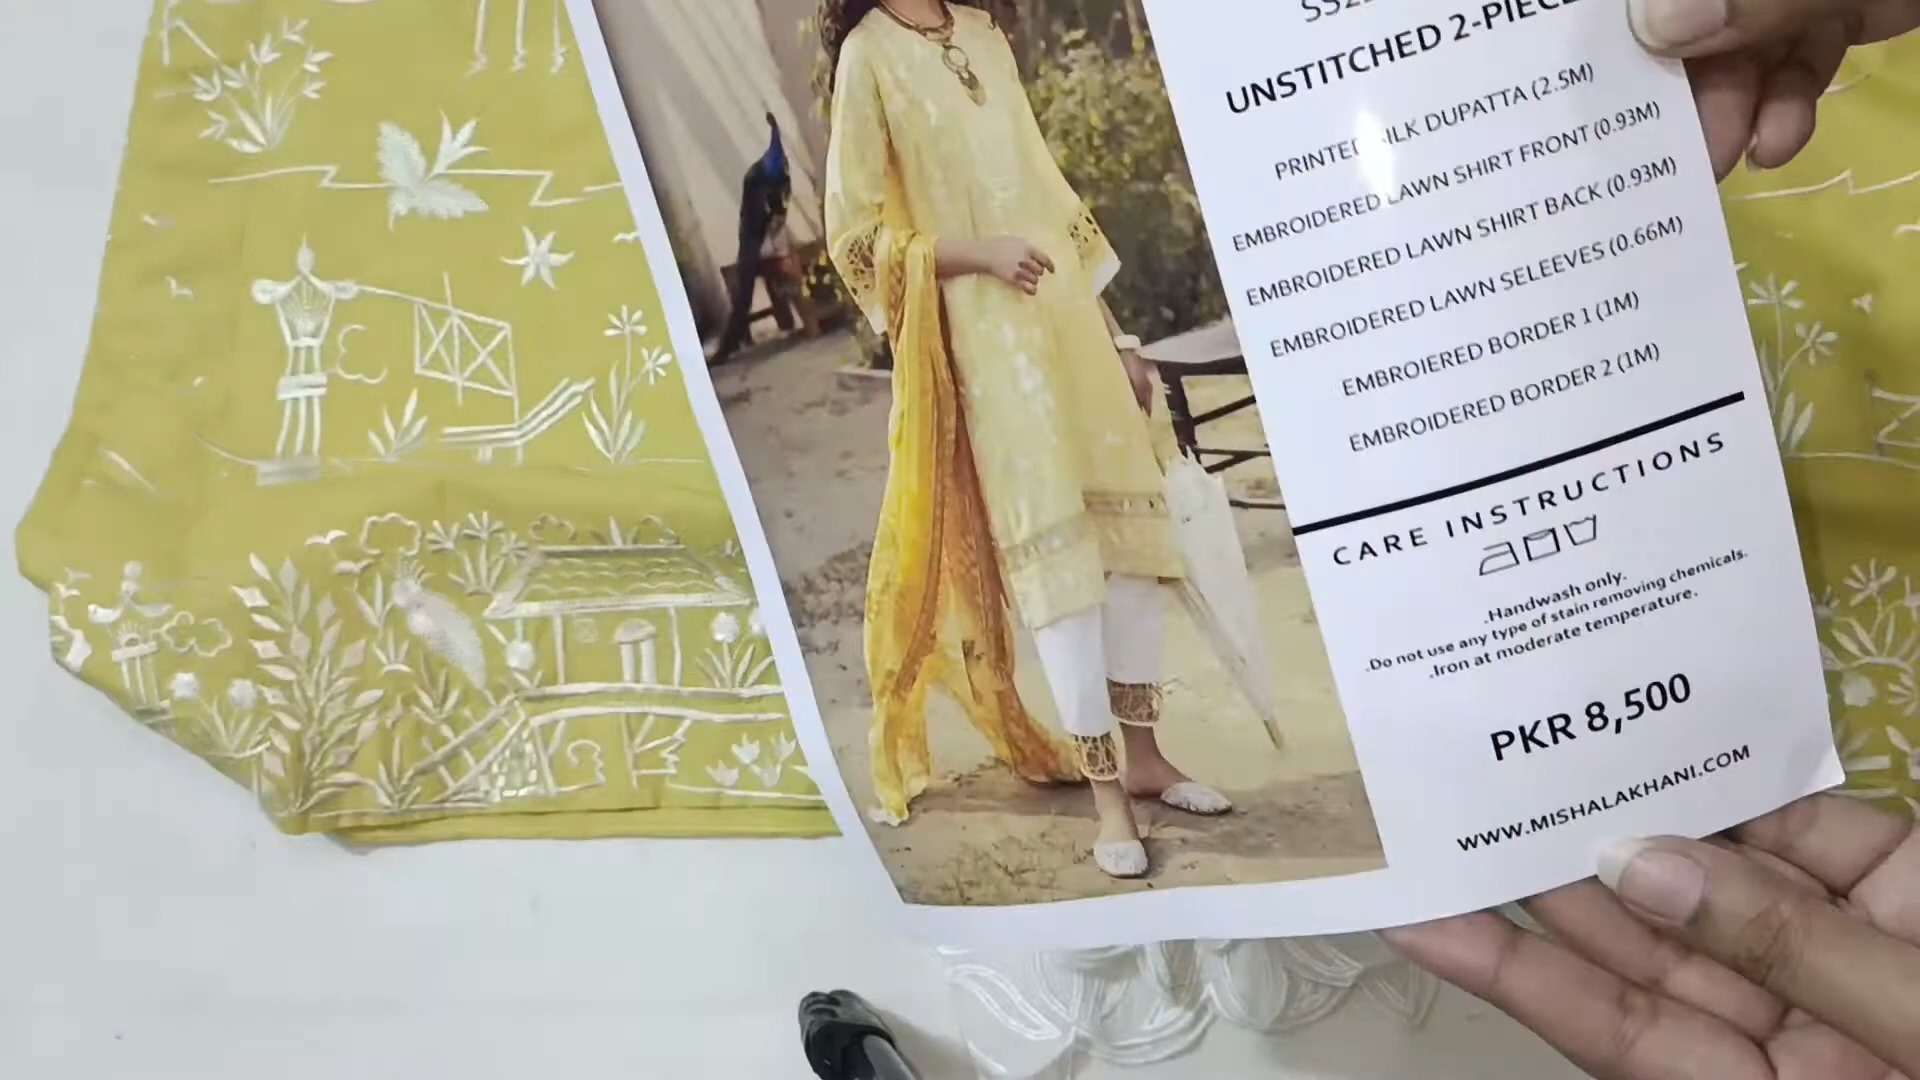 UNSTITCHED 2-PIECE
PRINTED SILK DUPATTA (2.5M)
EMBROIDERED LAWN SHIRT FRONT (0.93M)
EMBROIDERED LAWN SHIRT BACK (0.93M)
EMBROIDERED LAWN SELEEVES (0.66M)
EMBROIERED BORDER 1 (1M)
EMBROIDERED BORDER 2 (1M)
CARE INSTRUCTIONS
.Handwash only.
.Do not use any type of stain removing chemicals.
.Iron at moderate temperature.
PKR 8,500
WWW.MISHALAKHANI.COM